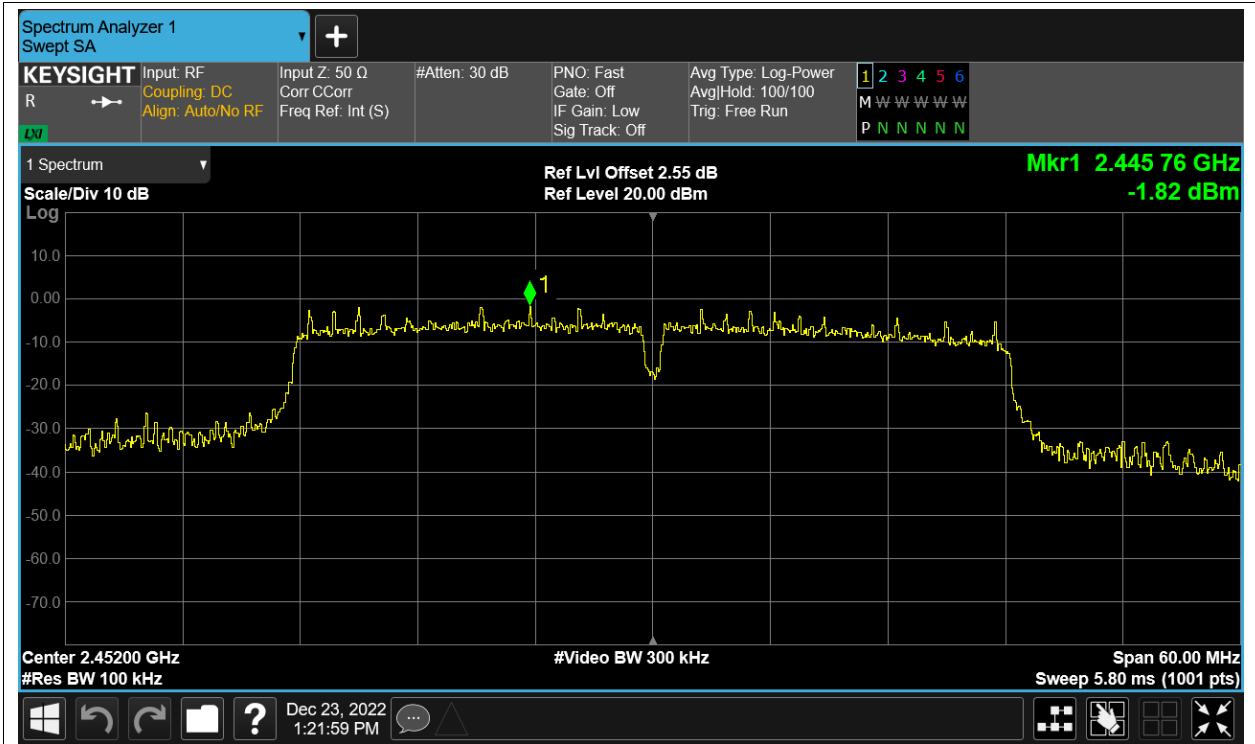 Spectrum Analyzer 1
Swept SA
KEYSIGHT
R
LXI
Input: RF
Coupling: DC
Align: Auto/No RF
Input Z: 50 Ω
Corr CCorr
Freq Ref: Int (S)
#Atten: 30 dB
PNO: Fast
Gate: Off
IF Gain: Low
Sig Track: Off
Avg Type: Log-Power
Avg|Hold: 100/100
Trig: Free Run
1 2 3 4 5 6
M W W W W W
P N N N N N
1 Spectrum
Scale/Div 10 dB
Log
Ref Lvl Offset 2.55 dB
Ref Level 20.00 dBm
Mkr1 2.445 76 GHz
-1.82 dBm
10.0
0.00
-10.0
-20.0
-30.0
-40.0
-50.0
-60.0
-70.0
1
Center 2.45200 GHz
#Res BW 100 kHz
#Video BW 300 kHz
Span 60.00 MHz
Sweep 5.80 ms (1001 pts)
?
Dec 23, 2022
1:21:59 PM